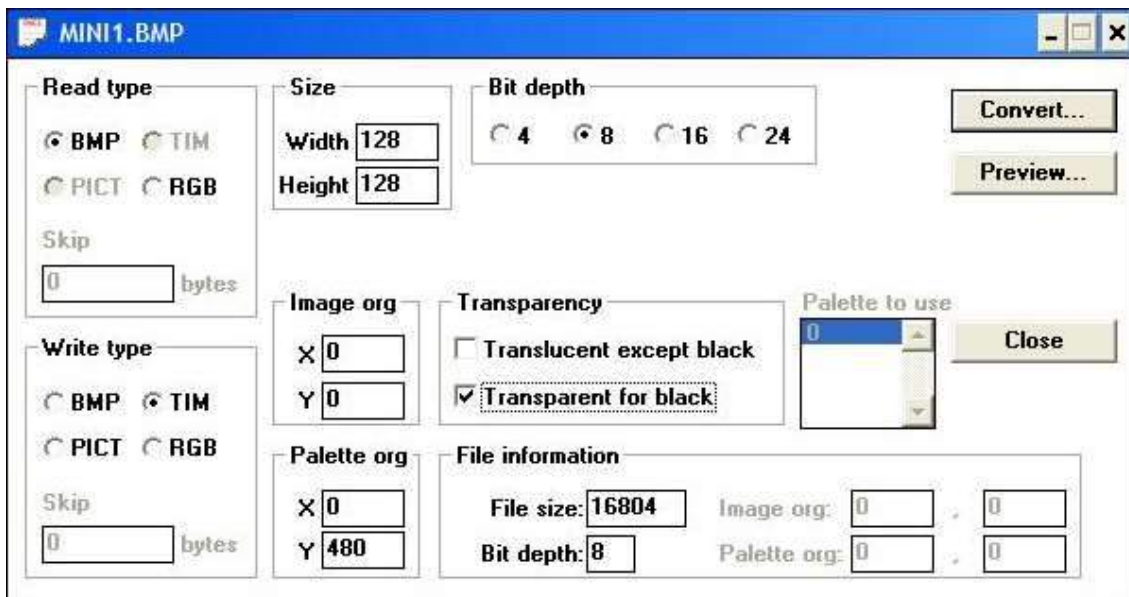 MINI1.BMP
Read type
BMP TIM
PICT RGB
Skip
0 bytes
Size
Width 128
Height 128
Bit depth
4 8 16 24
Convert...
Preview...
Image org
X 0
Y 0
Transparency
Translucent except black
Transparent for black
Palette to use
0
Close
Write type
BMP TIM
PICT RGB
Skip
0 bytes
Palette org
X 0
Y 480
File information
File size: 16804
Image org: 0 , 0
Bit depth: 8
Palette org: 0 , 0